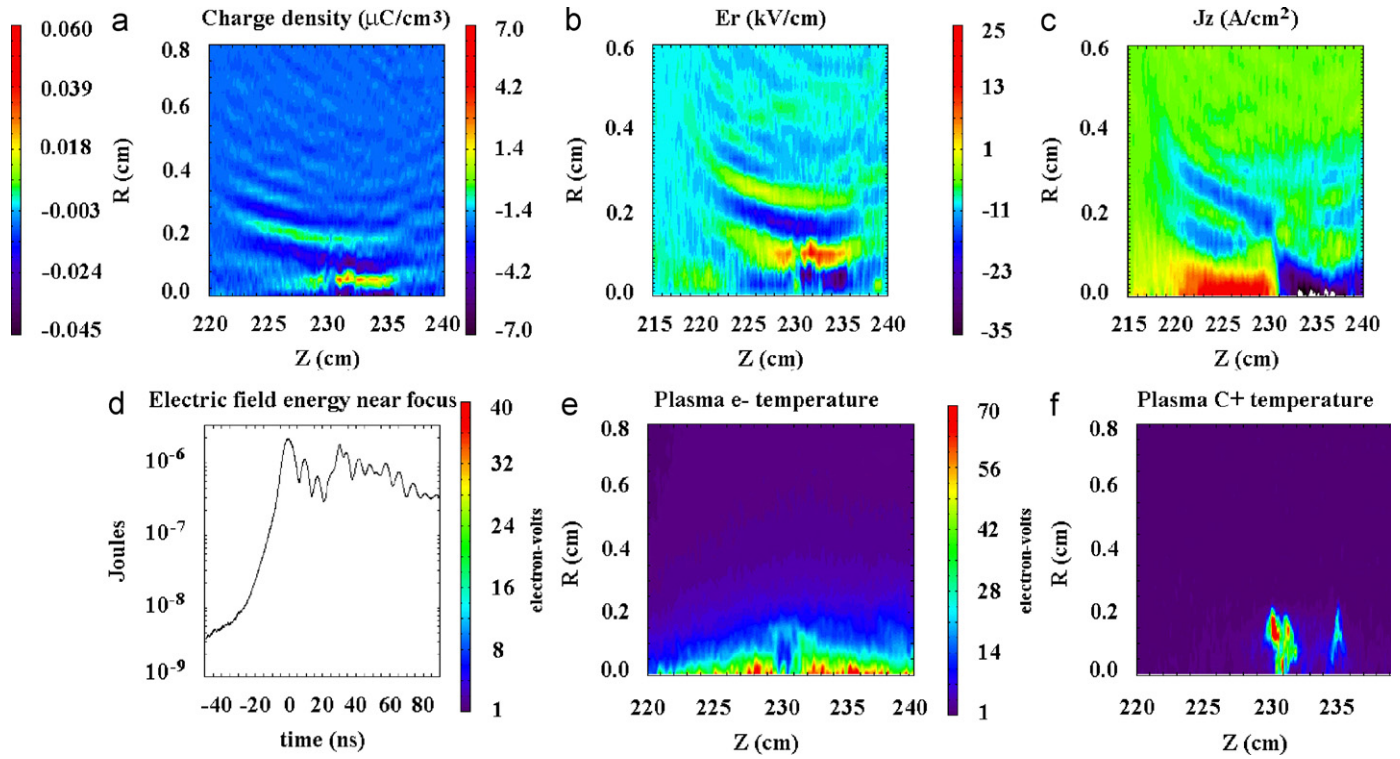 a Charge density (μC/cm³)
0.060
0.039
0.018
-0.003
-0.024
-0.045
R (cm)
0.8
0.6
0.4
0.2
0.0
220 225 230 235 240
Z (cm)
7.0
4.2
1.4
-1.4
-4.2
-7.0
b Er (kV/cm)
R (cm)
0.6
0.4
0.2
0.0
215 220 225 230 235 240
Z (cm)
25
13
1
-11
-23
-35
c Jz (A/cm²)
R (cm)
0.6
0.4
0.2
0.0
215 220 225 230 235 240
Z (cm)
d Electric field energy near focus
Joules
10⁻⁶
10⁻⁷
10⁻⁸
10⁻⁹
-40 -20 0 20 40 60 80
time (ns)
40
32
24
16
8
1
electron-volts
e Plasma e- temperature
R (cm)
0.8
0.6
0.4
0.2
0.0
220 225 230 235 240
Z (cm)
70
56
42
28
14
1
electron-volts
f Plasma C+ temperature
R (cm)
0.8
0.6
0.4
0.2
0.0
220 220 230 235
Z (cm)